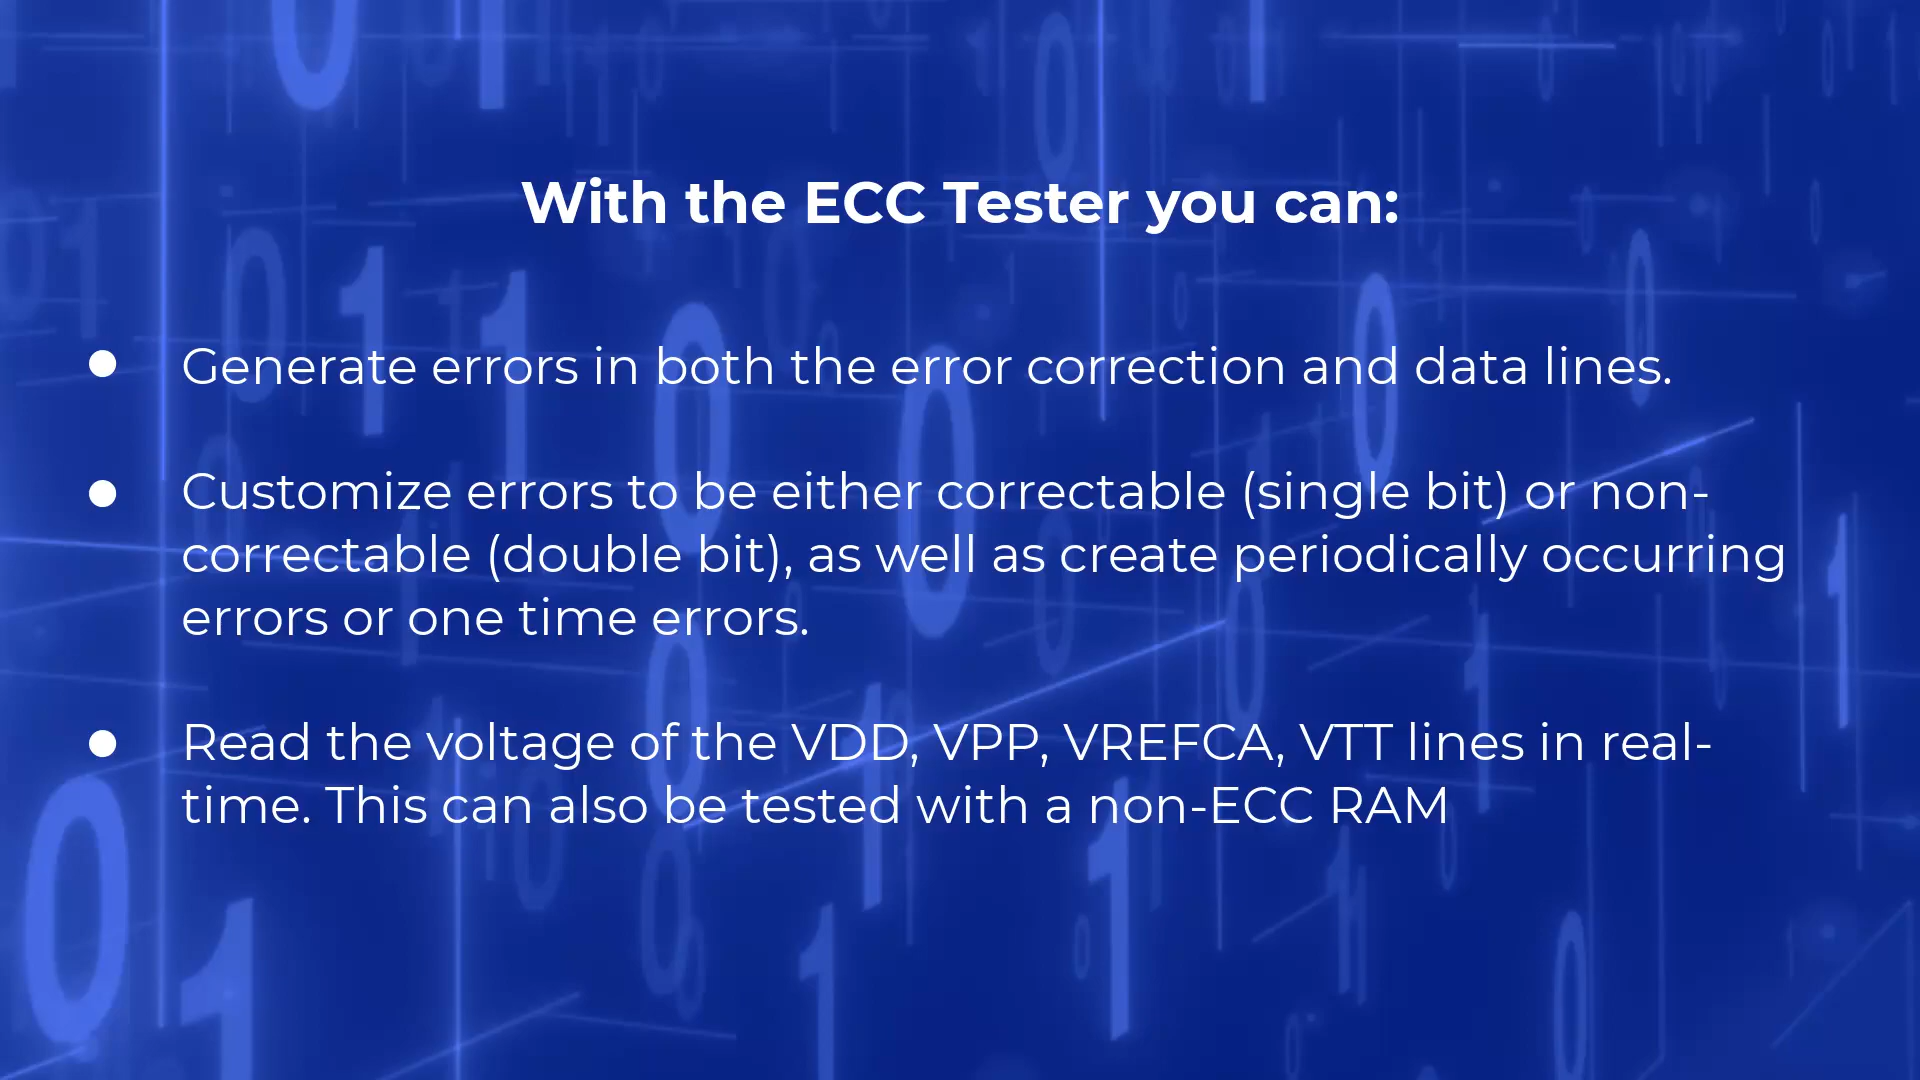 With the ECC Tester you can:
● Generate errors in both the error correction and data lines.
● Customize errors to be either correctable (single bit) or non-
correctable (double bit), as well as create periodically occurring
errors or one time errors.
● Read the voltage of the VDD, VPP, VREFCA, VTT lines in real-
time. This can also be tested with a non-ECC RAM